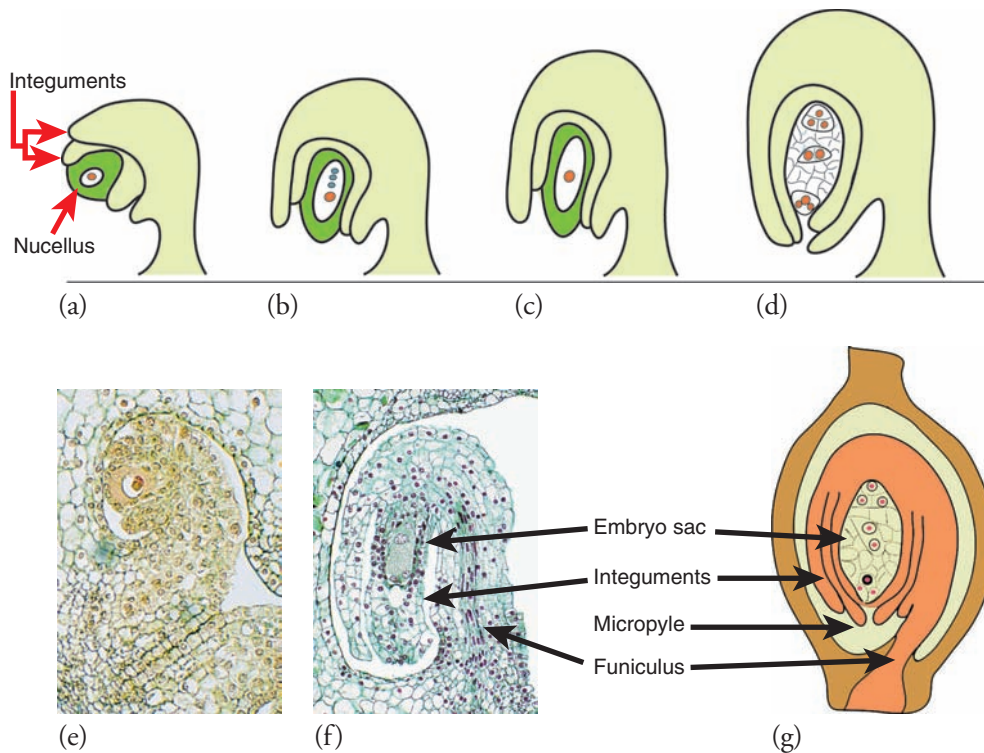 Integuments
Nucellus
(a)
(b)
(c)
(d)
Embryo sac
Integuments
Micropyle
Funiculus
(e)
(f)
(g)